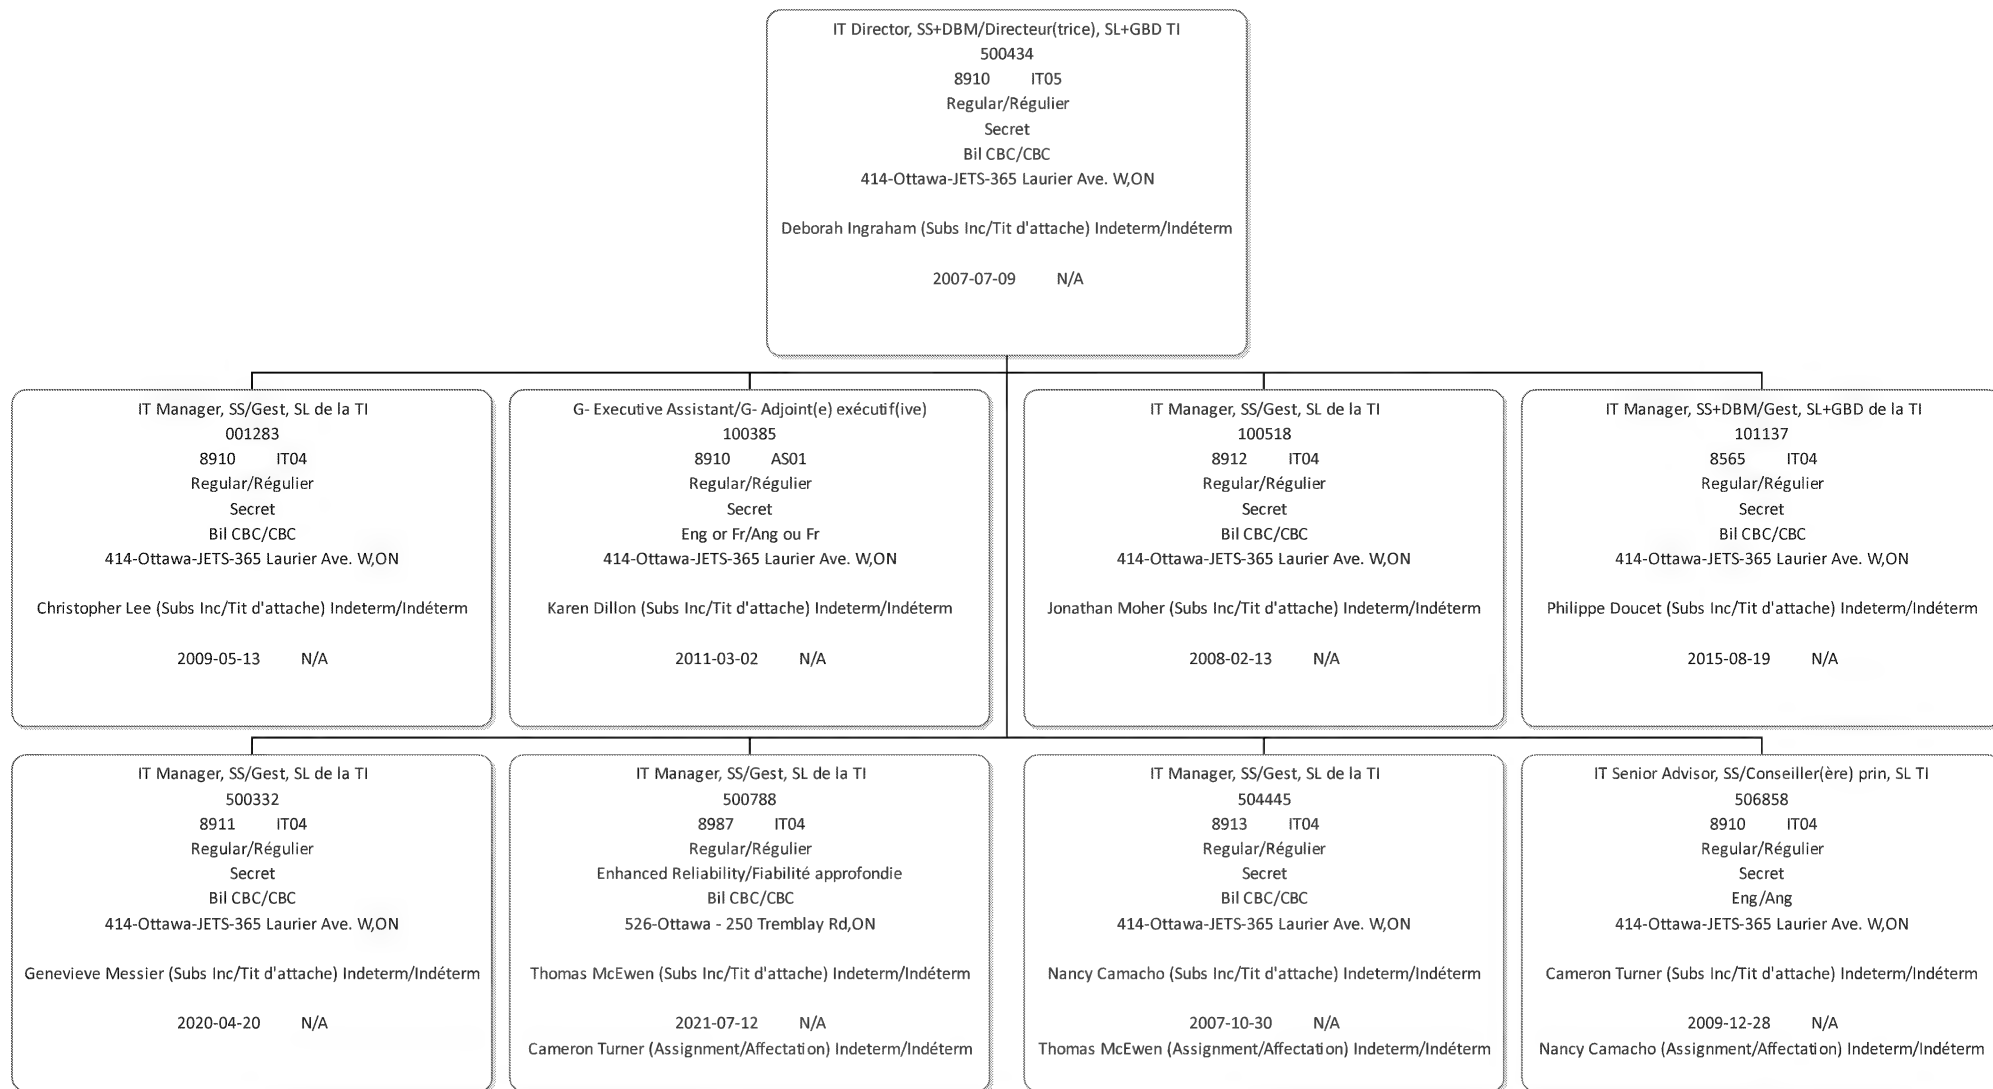 IT Director, SS+DBM/Directeur(trice), SL+GBD TI
500434
8910 IT05
Regular/Régulier
Secret
Bil CBC/CBC
414-Ottawa-JETS-365 Laurier Ave. W,ON
Deborah Ingraham (Subs Inc/Tit d'attache) Indeterm/Indéterm
2007-07-09 N/A
IT Manager, SS/Gest, SL de la TI
001283
8910 IT04
Regular/Régulier
Secret
Bil CBC/CBC
414-Ottawa-JETS-365 Laurier Ave. W,ON
Christopher Lee (Subs Inc/Tit d'attache) Indeterm/Indéterm
2009-05-13 N/A
G- Executive Assistant/G- Adjoint(e) exécutif(ive)
100385
8910 AS01
Regular/Régulier
Secret
Eng or Fr/Ang ou Fr
414-Ottawa-JETS-365 Laurier Ave. W,ON
Karen Dillon (Subs Inc/Tit d'attache) Indeterm/Indéterm
2011-03-02 N/A
IT Manager, SS/Gest, SL de la TI
100518
8912 IT04
Regular/Régulier
Secret
Bil CBC/CBC
414-Ottawa-JETS-365 Laurier Ave. W,ON
Jonathan Moher (Subs Inc/Tit d'attache) Indeterm/Indéterm
2008-02-13 N/A
IT Manager, SS+DBM/Gest, SL+GBD de la TI
101137
8565 IT04
Regular/Régulier
Secret
Bil CBC/CBC
414-Ottawa-JETS-365 Laurier Ave. W,ON
Philippe Doucet (Subs Inc/Tit d'attache) Indeterm/Indéterm
2015-08-19 N/A
IT Manager, SS/Gest, SL de la TI
500332
8911 IT04
Regular/Régulier
Secret
Bil CBC/CBC
414-Ottawa-JETS-365 Laurier Ave. W,ON
Genevieve Messier (Subs Inc/Tit d'attache) Indeterm/Indéterm
2020-04-20 N/A
IT Manager, SS/Gest, SL de la TI
500788
8987 IT04
Regular/Régulier
Enhanced Reliability/Fiabilité approfondie
Bil CBC/CBC
526-Ottawa - 250 Tremblay Rd,ON
Thomas McEwen (Subs Inc/Tit d'attache) Indeterm/Indéterm
2021-07-12 N/A
Cameron Turner (Assignment/Affectation) Indeterm/Indéterm
IT Manager, SS/Gest, SL de la TI
504445
8913 IT04
Regular/Régulier
Secret
Bil CBC/CBC
414-Ottawa-JETS-365 Laurier Ave. W,ON
Nancy Camacho (Subs Inc/Tit d'attache) Indeterm/Indéterm
2007-10-30 N/A
Thomas McEwen (Assignment/Affectation) Indeterm/Indéterm
IT Senior Advisor, SS/Conseiller(ère) prin, SL TI
506858
8910 IT04
Regular/Régulier
Secret
Eng/Ang
414-Ottawa-JETS-365 Laurier Ave. W,ON
Cameron Turner (Subs Inc/Tit d'attache) Indeterm/Indéterm
2009-12-28 N/A
Nancy Camacho (Assignment/Affectation) Indeterm/Indéterm